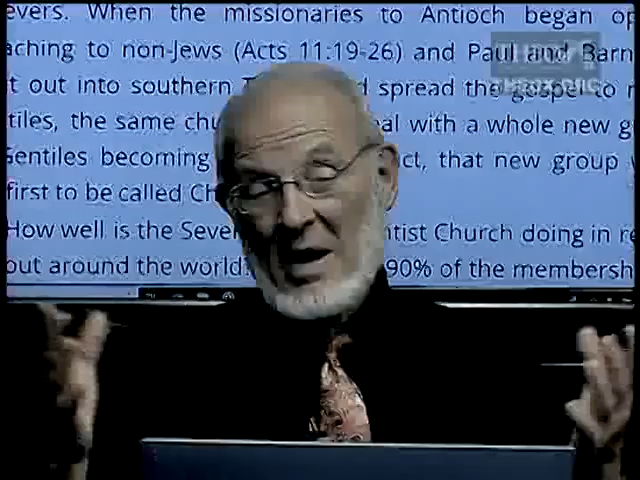 evers. When the missionaries to Antioch began
aching to non-Jews (Acts 11:19-26) and Paul and Barn
t out into southern spread the gospel to
tiles, the same with a whole new
Gentiles becoming that new group
first to be called
How well is the Church doing in
out around the world? 90% of the membersh